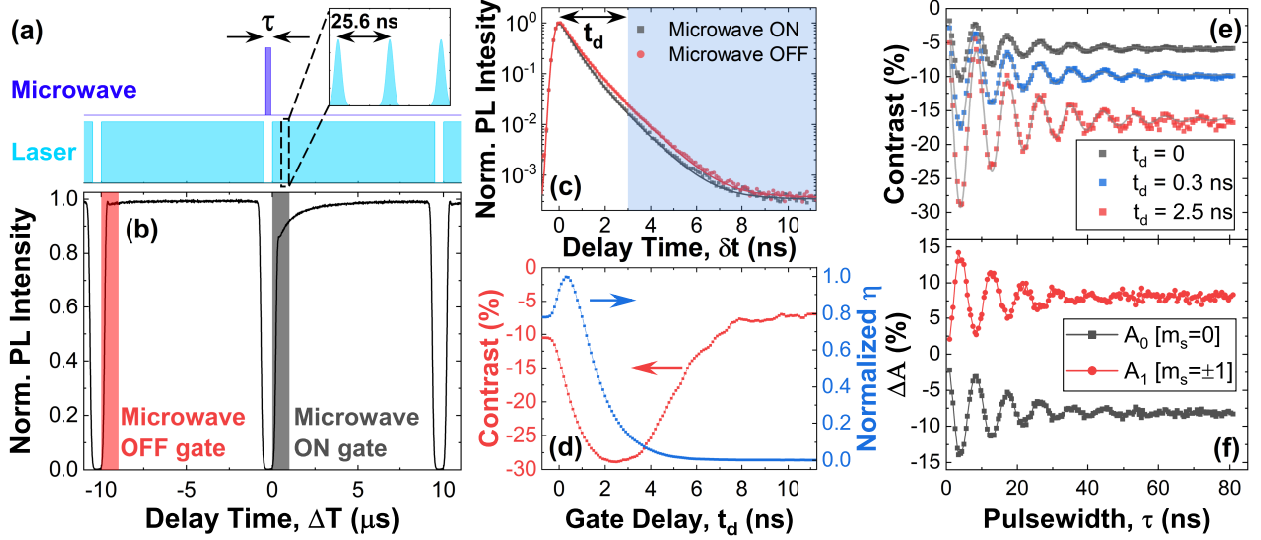 (a)
τ
25.6 ns
Microwave
Laser
(b)
Norm. PL Intensity
1.0
0.8
0.6
0.4
0.2
0.0
Microwave
OFF gate
Microwave
ON gate
-10
-5
0
5
10
Delay Time, ΔT (μs)
(c)
Norm. PL Intesity
10⁰
10⁻¹
10⁻²
10⁻³
t_d
Microwave ON
Microwave OFF
0
2
4
6
8
10
Delay Time, δt (ns)
(d)
Contrast (%)
0
-5
-10
-15
-20
-25
-30
Normalized η
1.0
0.8
0.6
0.4
0.2
0.0
0
2
4
6
8
10
Gate Delay, t_d (ns)
(e)
Contrast (%)
0
-5
-10
-15
-20
-25
-30
t_d = 0
t_d = 0.3 ns
t_d = 2.5 ns
(f)
ΔA (%)
15
10
5
0
-5
-10
-15
A₀ [mₛ=0]
A₁ [mₛ=±1]
0
20
40
60
80
Pulsewidth, τ (ns)